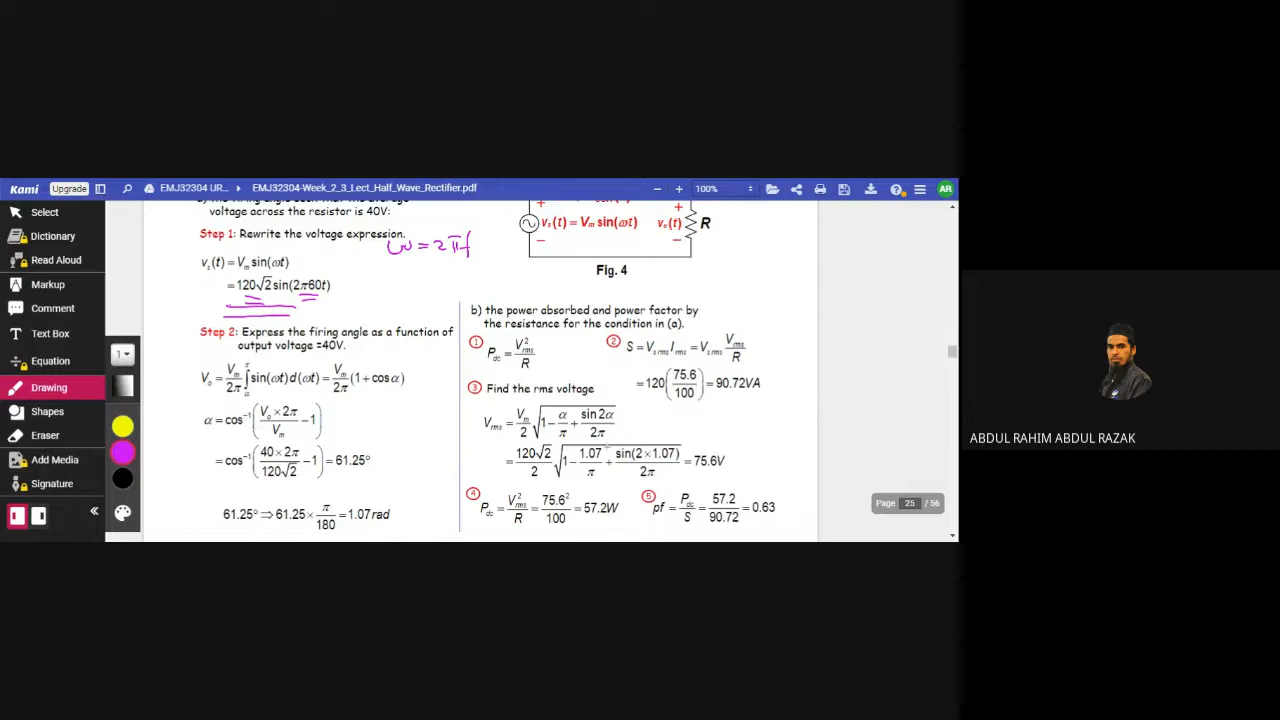 Kami Upgrade EMJ32304 UR... EMJ32304-Week_2_3_Lect_Half_Wave_Rectifier.pdf 100% AR
Select
Dictionary
Read Aloud
Markup
Comment
Text Box
Equation
Drawing
Shapes
Eraser
Add Media
Signature
1
voltage across the resistor is 40V:
Step 1: Rewrite the voltage expression.
ω = 2πf
v_s(t) = V_m sin(ωt)
= 120√2 sin(2π60t)
Step 2: Express the firing angle as a function of
output voltage =40V.
V_o = V_m/2π ∫_α^π sin(ωt)d(ωt) = V_m/2π (1 + cosα)
α = cos⁻¹(V_o × 2π / V_m − 1)
= cos⁻¹(40 × 2π / 120√2 − 1) = 61.25°
61.25° ⇒ 61.25 × π/180 = 1.07 rad
+ +
v_s(t) = V_m sin(ωt) v_o(t) R
− −
Fig. 4
b) the power absorbed and power factor by
the resistance for the condition in (a).
① P_dc = V²_rms / R
② S = V_s rms I_rms = V_s rms V_rms / R
= 120(75.6/100) = 90.72VA
③ Find the rms voltage
V_rms = V_m/2 √(1 − α/π + sin2α/2π)
= 120√2/2 √(1 − 1.07/π + sin(2×1.07)/2π) = 75.6V
④ P_dc = V²_rms / R = 75.6²/100 = 57.2W
⑤ pf = P_dc / S = 57.2/90.72 = 0.63
Page 25 / 56
ABDUL RAHIM ABDUL RAZAK